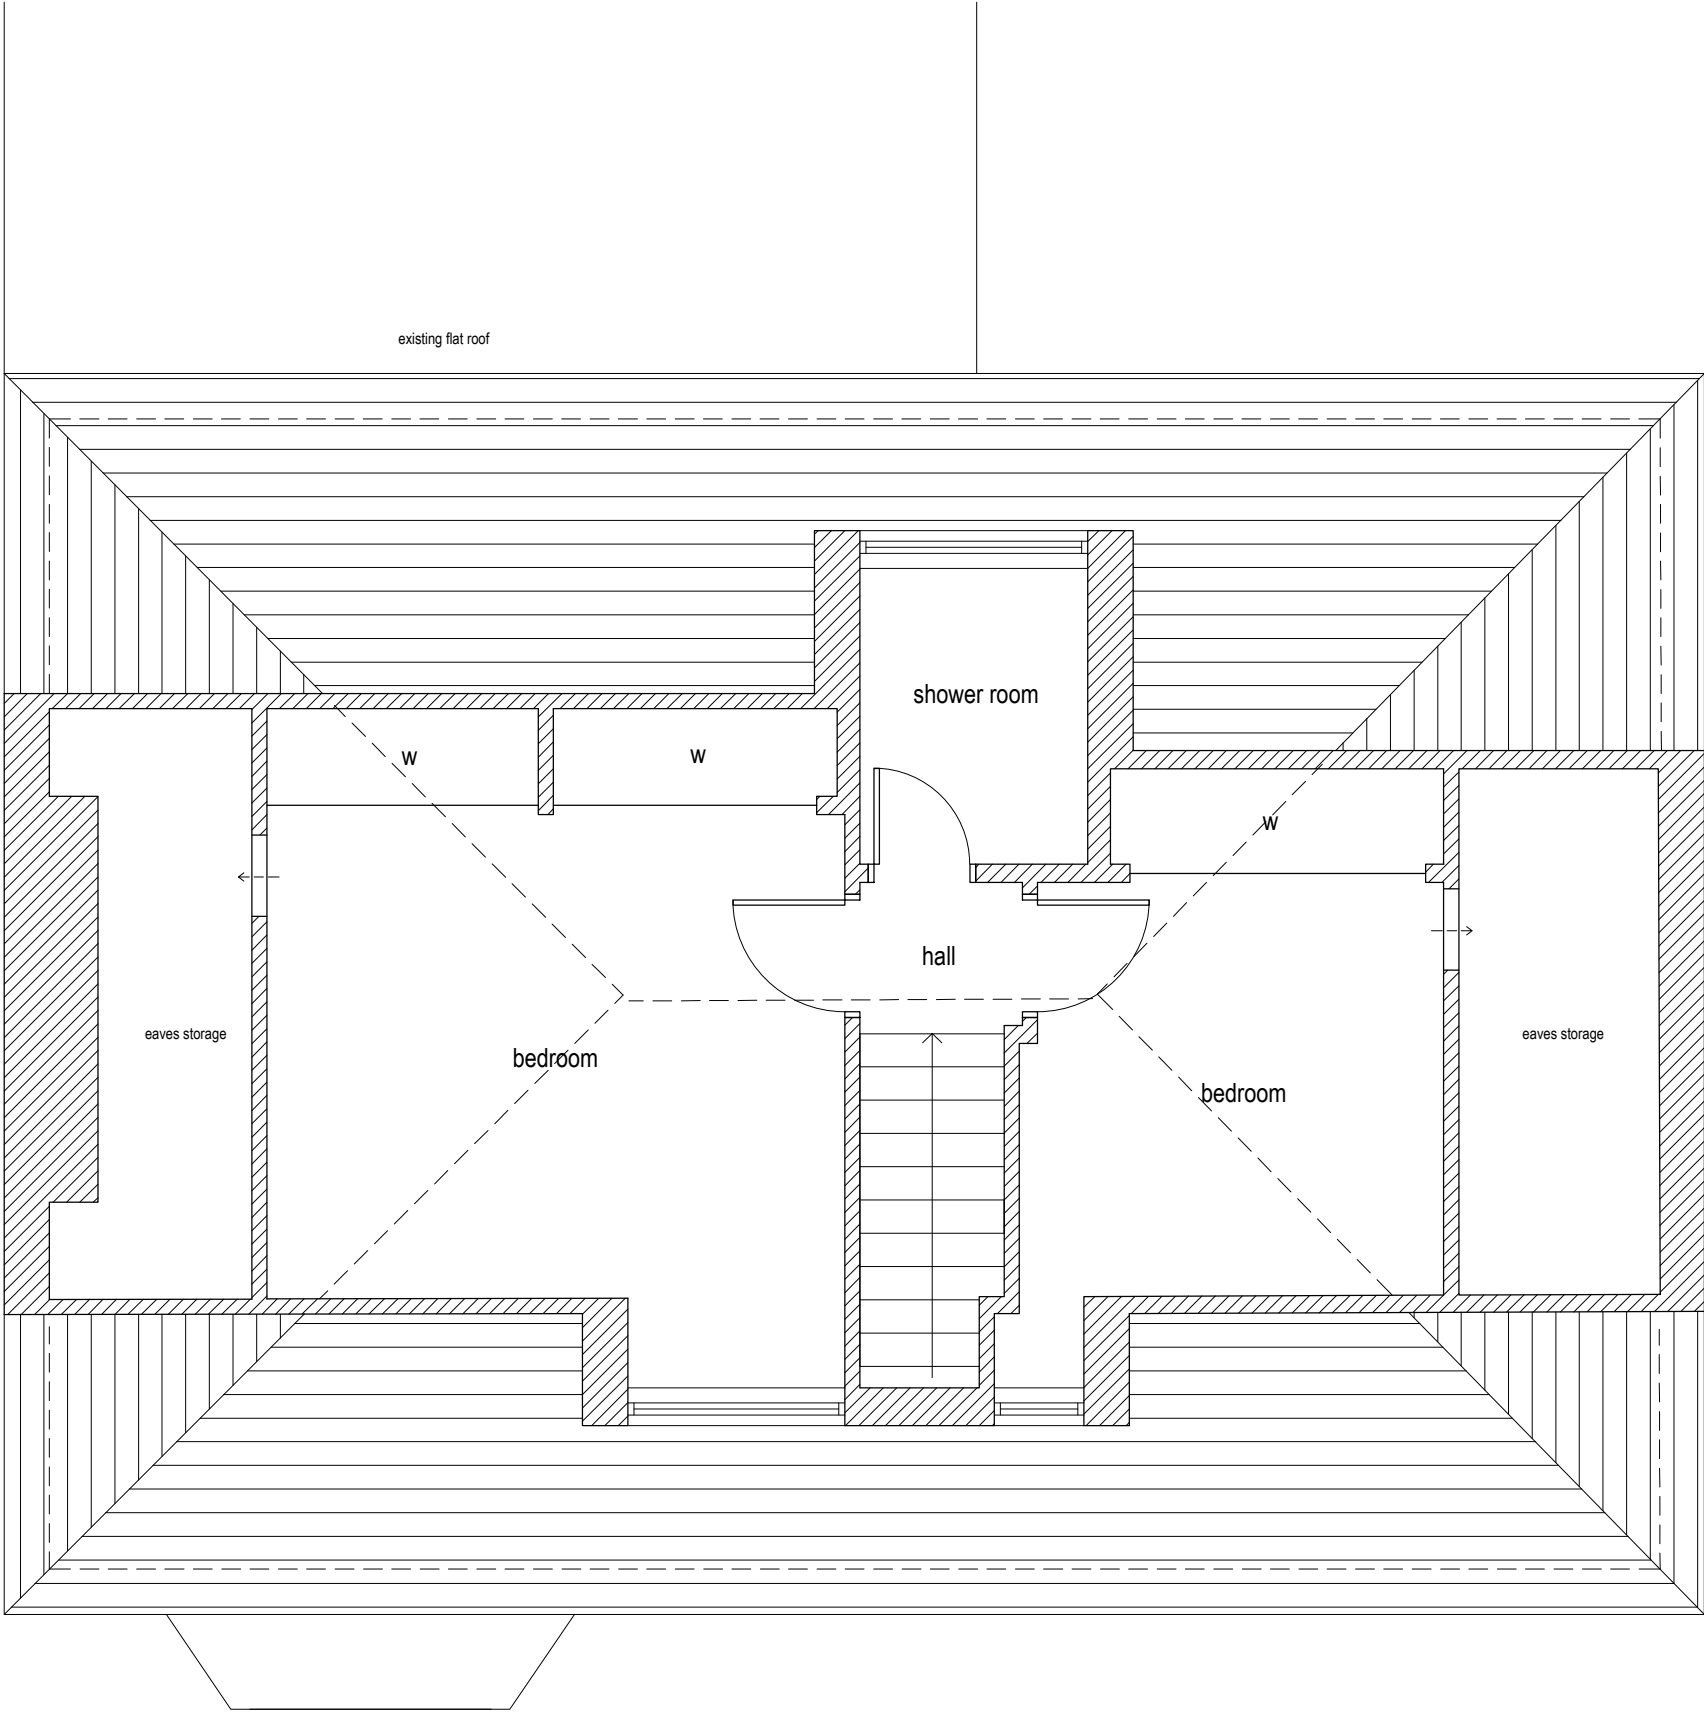 existing flat roof
shower room
w
w
w
hall
eaves storage
bedroom
eaves storage
bedroom